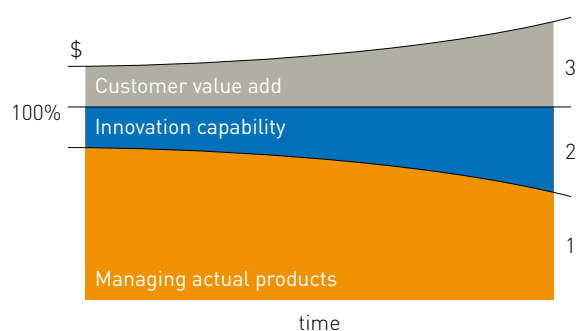 $
Customer value add
3
100%
Innovation capability
2
1
Managing actual products
time